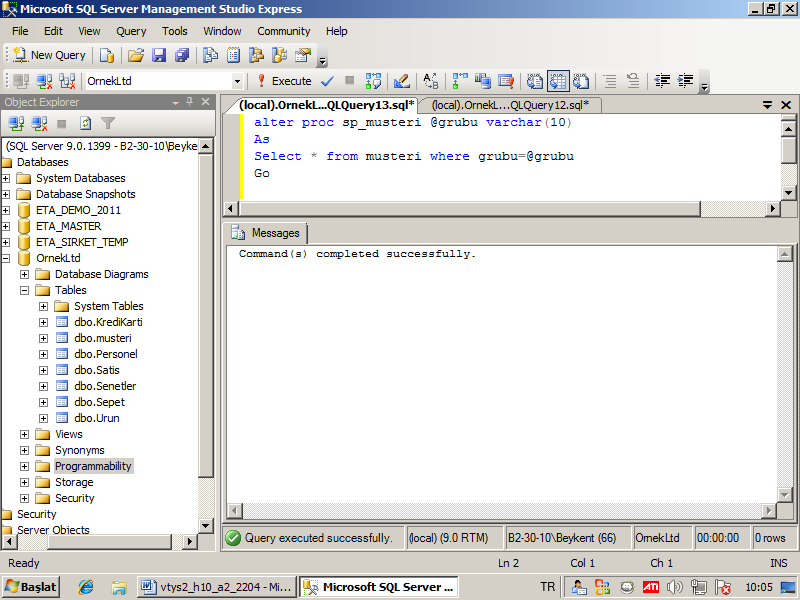 Microsoft SQL Server Management Studio Express
File Edit View Query Tools Window Community Help
New Query
OrnekLtd Execute
Object Explorer
(SQL Server 9.0.1399 - B2-30-10\Beyke
Databases
System Databases
Database Snapshots
ETA_DEMO_2011
ETA_MASTER
ETA_SIRKET_TEMP
OrnekLtd
Database Diagrams
Tables
System Tables
dbo.KrediKarti
dbo.musteri
dbo.Personel
dbo.Satis
dbo.Senetler
dbo.Sepet
dbo.Urun
Views
Synonyms
Programmability
Storage
Security
Security
Server Objects
(local).OrnekL...QLQuery13.sql* (local).OrnekL...QLQuery12.sql*
alter proc sp_musteri @grubu varchar(10)
As
Select * from musteri where grubu=@grubu
Go
Messages
Command(s) completed successfully.
Query executed successfully. (local) (9.0 RTM) B2-30-10\Beykent (66) OrnekLtd 00:00:00 0 rows
Ready Ln 2 Col 1 Ch 1 INS
Başlat vtys2_h10_a2_2204 - Mi... Microsoft SQL Server ... TR ATI 10:05